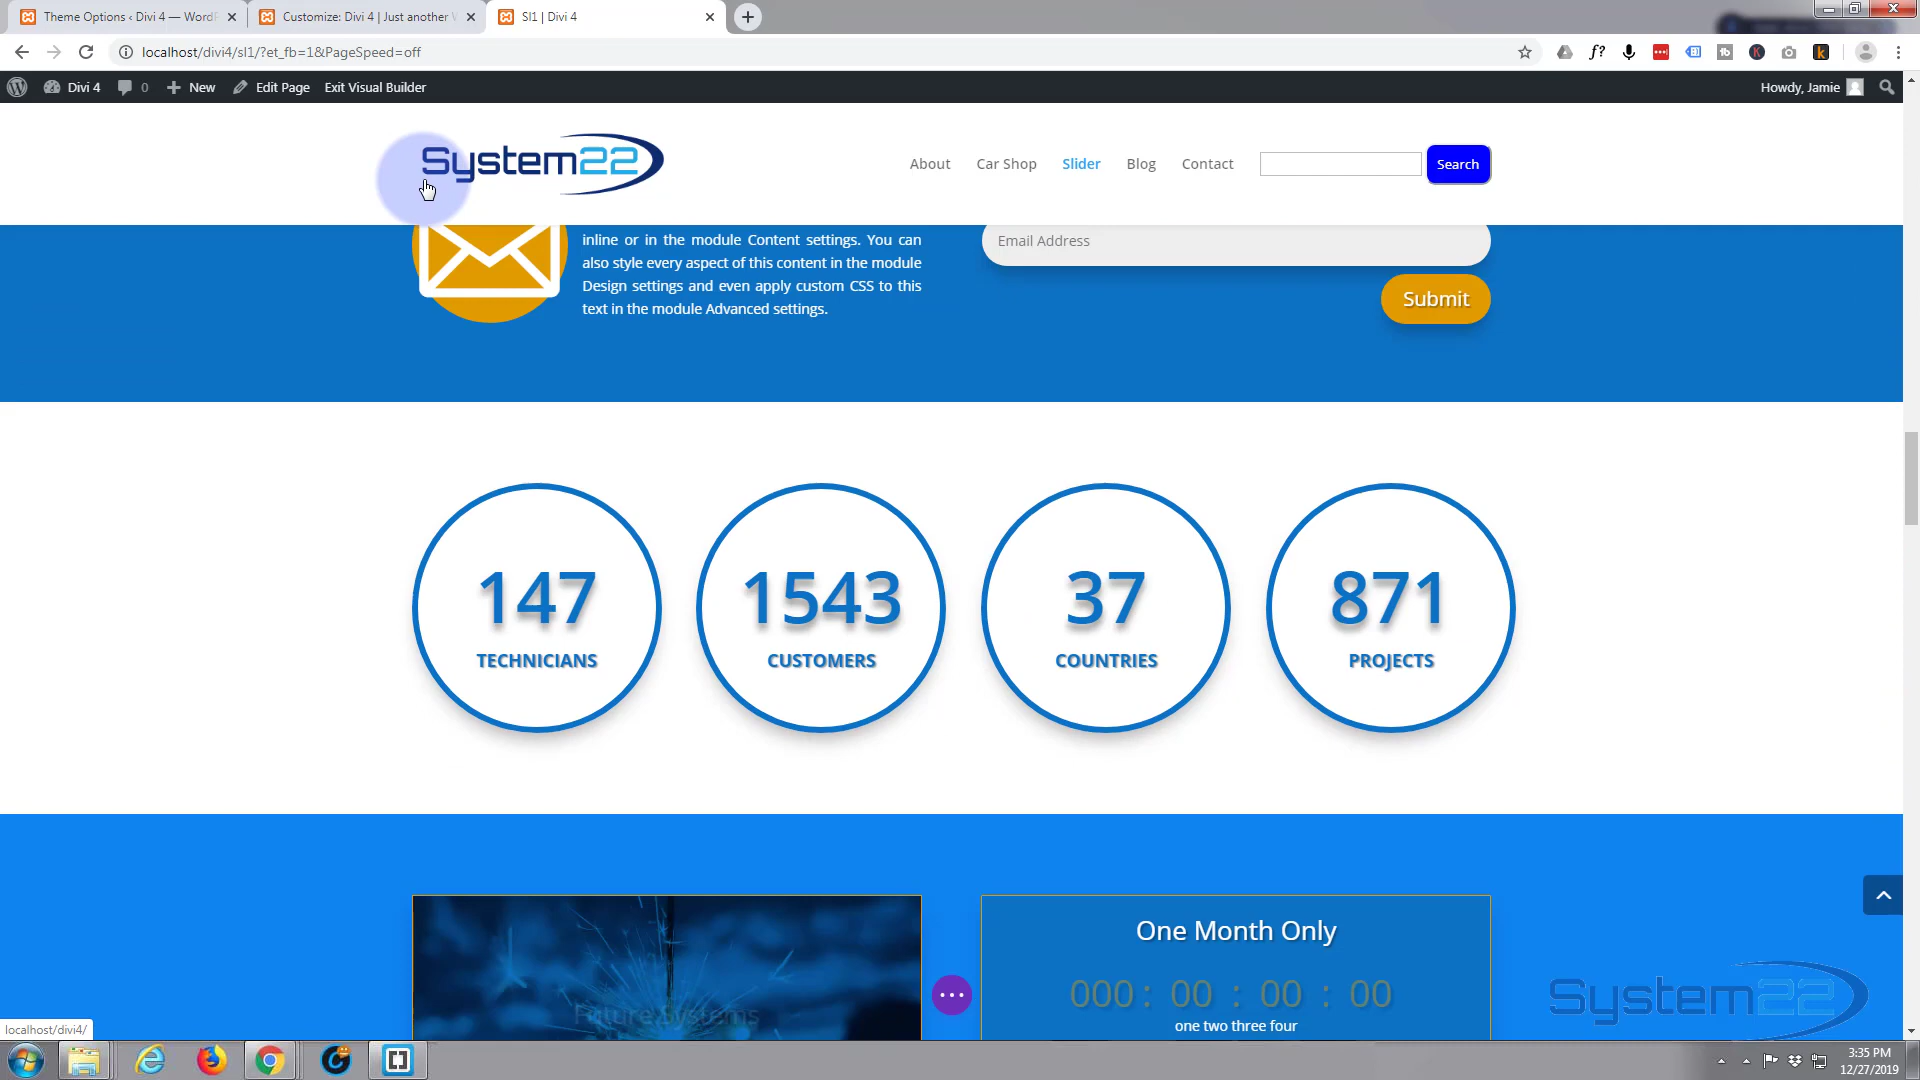 Theme Options ‹ Divi 4 — WordP
Customize: Divi 4 | Just another W
Sl1 | Divi 4
localhost/divi4/sl1/?et_fb=1&PageSpeed=off
f?
Divi 4
0
New
Edit Page
Exit Visual Builder
Howdy, Jamie
System22
About
Car Shop
Slider
Blog
Contact
Search
inline or in the module Content settings. You can
also style every aspect of this content in the module
Design settings and even apply custom CSS to this
text in the module Advanced settings.
Email Address
Submit
147
TECHNICIANS
1543
CUSTOMERS
37
COUNTRIES
871
PROJECTS
Future Systems
One Month Only
000 : 00 : 00 : 00
one two three four
System22
localhost/divi4/
3:35 PM
12/27/2019